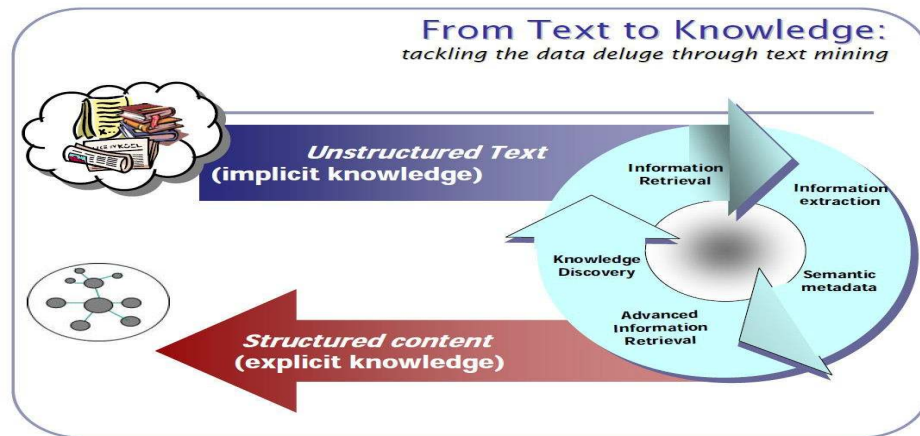 From Text to Knowledge:
tackling the data deluge through text mining
Unstructured Text
(implicit knowledge)
Information
Retrieval
Information
extraction
Semantic
metadata
Advanced
Information
Retrieval
Knowledge
Discovery
Structured content
(explicit knowledge)